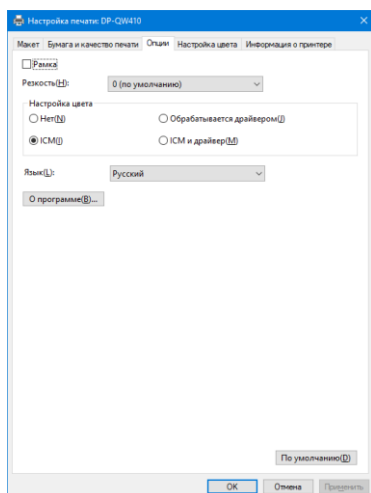 Настройка печати: DP-QW410
Макет Бумага и качество печати Опции Настройка цвета Информация о принтере
Рамка
Резкость(H): 0 (по умолчанию)
Настройка цвета
Нет(N) Обрабатывается драйвером(J)
ICM(I) ICM и драйвер(M)
Язык(L): Русский
О программе(B)...
По умолчанию(D)
OK Отмена Применить